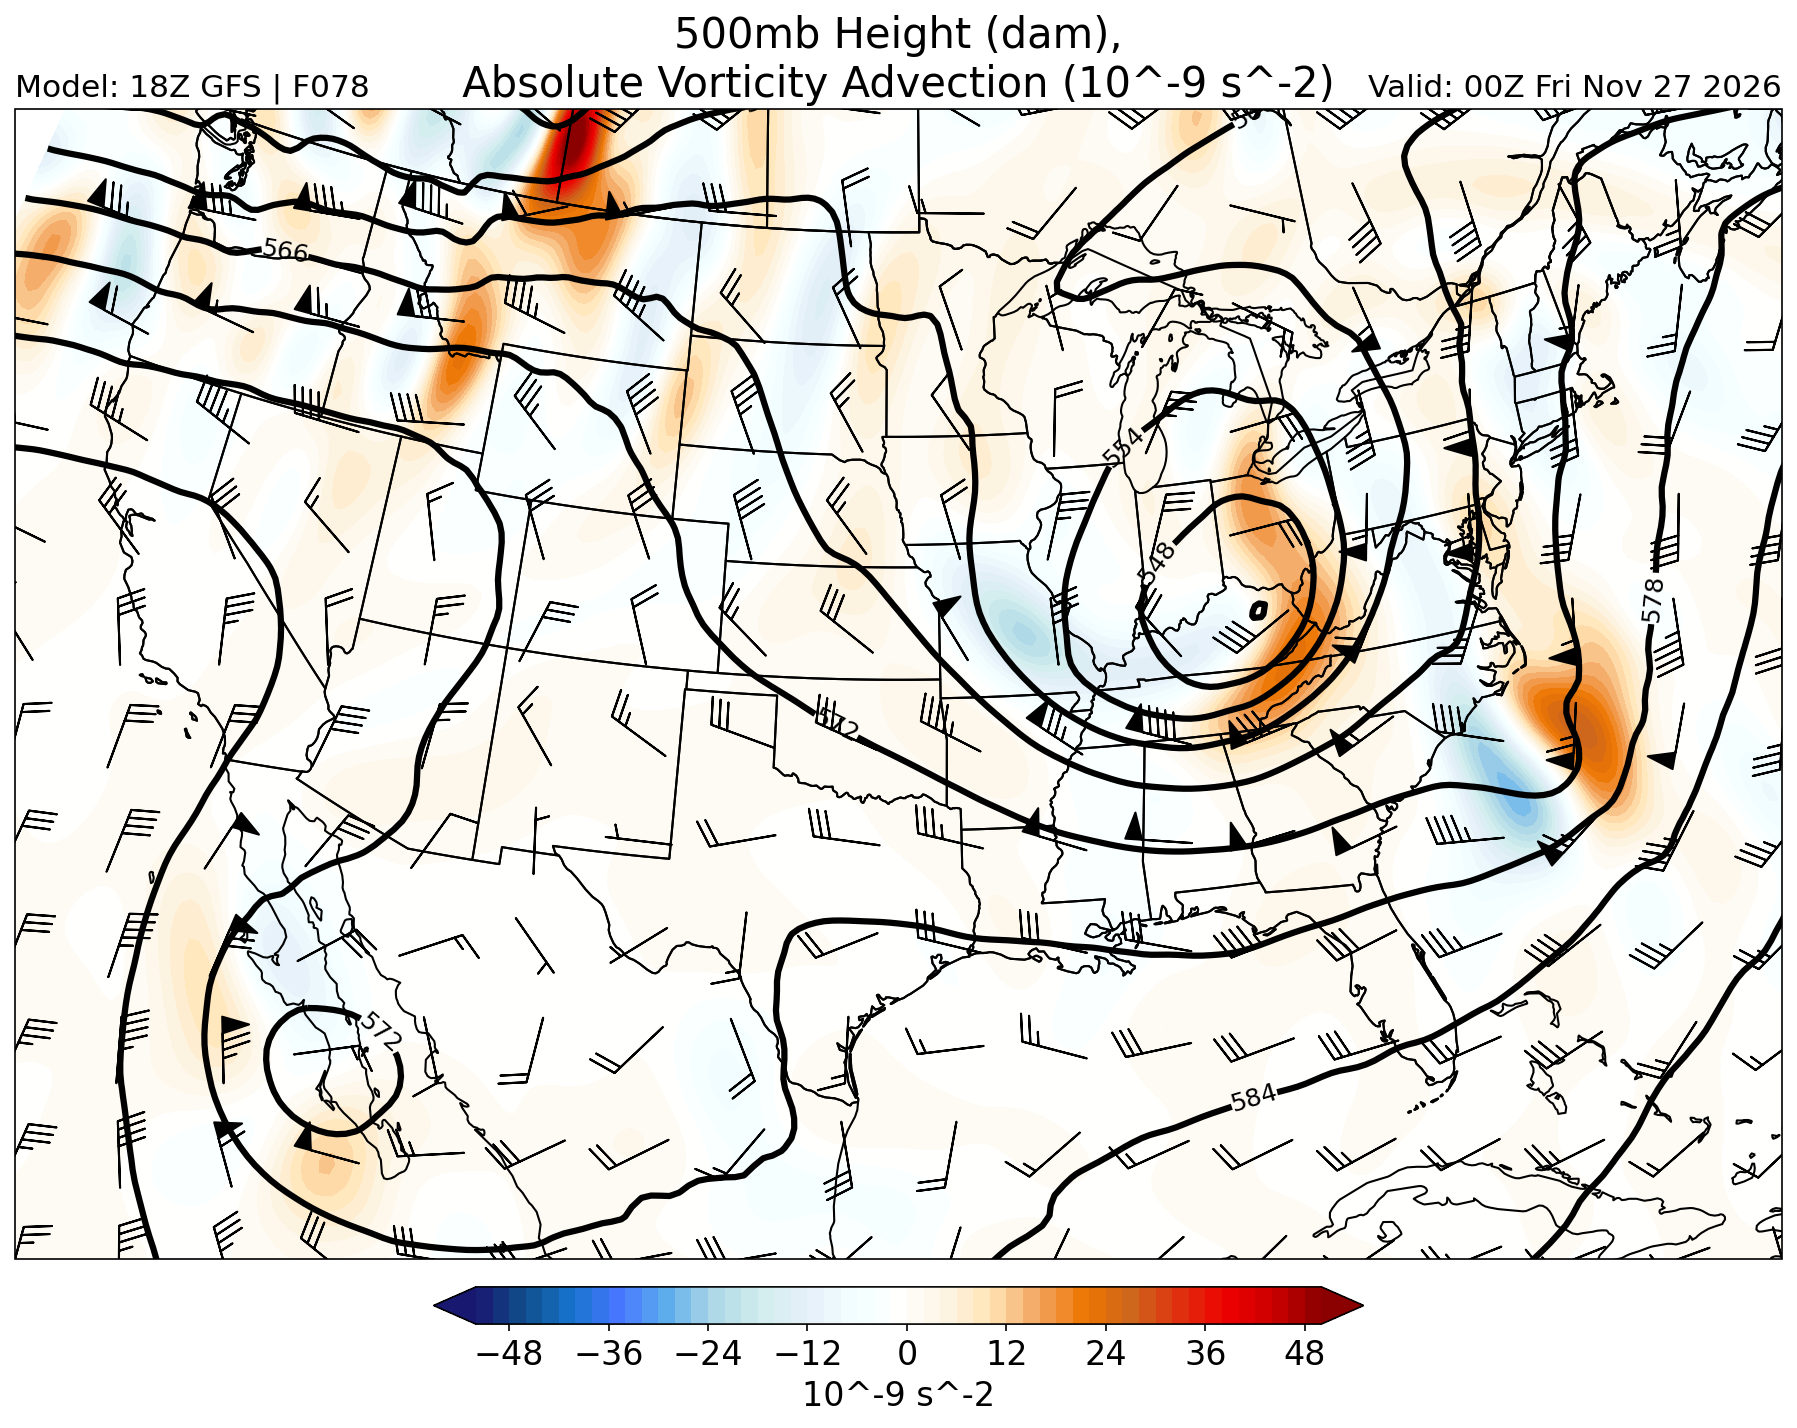 500mb Height (dam),
Model: 18Z GFS | F078
Absolute Vorticity Advection (10^-9 s^-2)
Valid: 00Z Fri Nov 27 2026
566
554
548
578
572
572
584
−48 −36 −24 −12 0 12 24 36 48
10^-9 s^-2